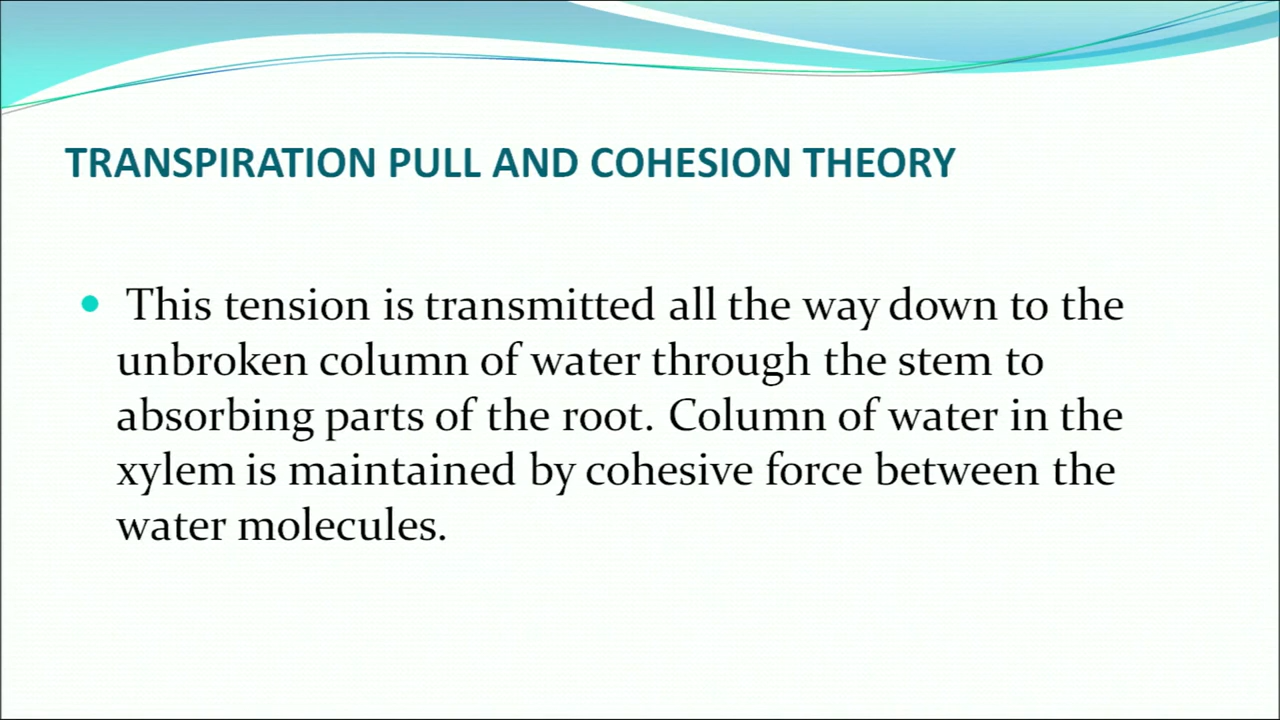 TRANSPIRATION PULL AND COHESION THEORY
This tension is transmitted all the way down to the
unbroken column of water through the stem to
absorbing parts of the root. Column of water in the
xylem is maintained by cohesive force between the
water molecules.